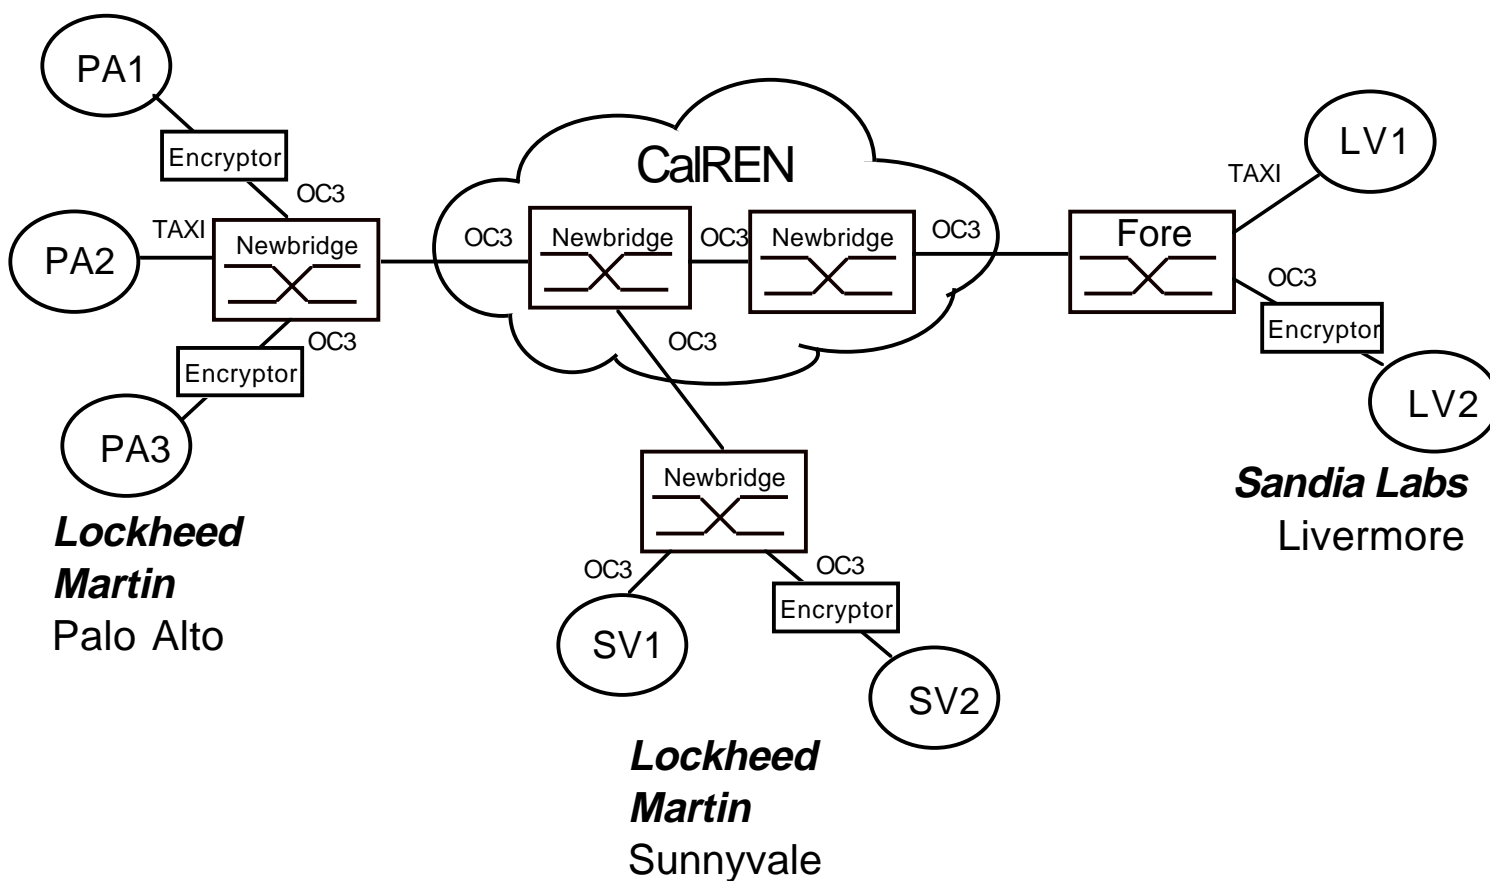 PA1
Encryptor
OC3
PA2
TAXI
Newbridge
OC3
Encryptor
PA3
Lockheed
Martin
Palo Alto
CalREN
OC3
Newbridge
OC3
Newbridge
OC3
OC3
Newbridge
OC3
OC3
Encryptor
SV1
SV2
Lockheed
Martin
Sunnyvale
LV1
TAXI
Fore
OC3
Encryptor
LV2
Sandia Labs
Livermore